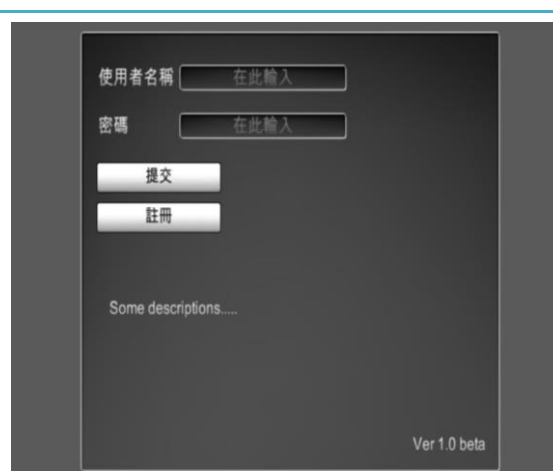 使用者名稱 在此輸入
密碼 在此輸入
提交
註冊
Some descriptions.....
Ver 1.0 beta